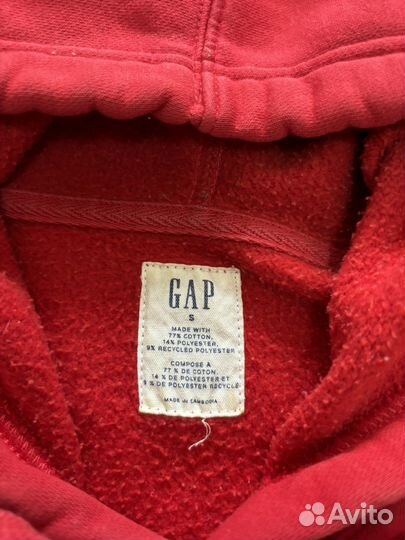 GAP
S
MADE WITH
77% COTTON,
14% POLYESTER,
9% RECYCLED POLYESTER
COMPOSE À
77 % DE COTON,
14 % DE POLYESTER ET
9 % DE POLYESTER RECYCLÉ
MADE IN CAMBODIA
Avito